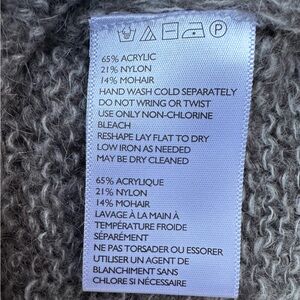 P
65% ACRYLIC
21% NYLON
14% MOHAIR
HAND WASH COLD SEPARATELY
DO NOT WRING OR TWIST
USE ONLY NON-CHLORINE
BLEACH
RESHAPE LAY FLAT TO DRY
LOW IRON AS NEEDED
MAY BE DRY CLEANED
65% ACRYLIQUE
21% NYLON
14% MOHAIR
LAVAGE À LA MAIN À
TEMPÉRATURE FROIDE
SÉPARÉMENT
NE PAS TORSADER OU ESSORER
UTILISER UN AGENT DE
BLANCHIMENT SANS
CHLORE SI NÉCESSAIRE